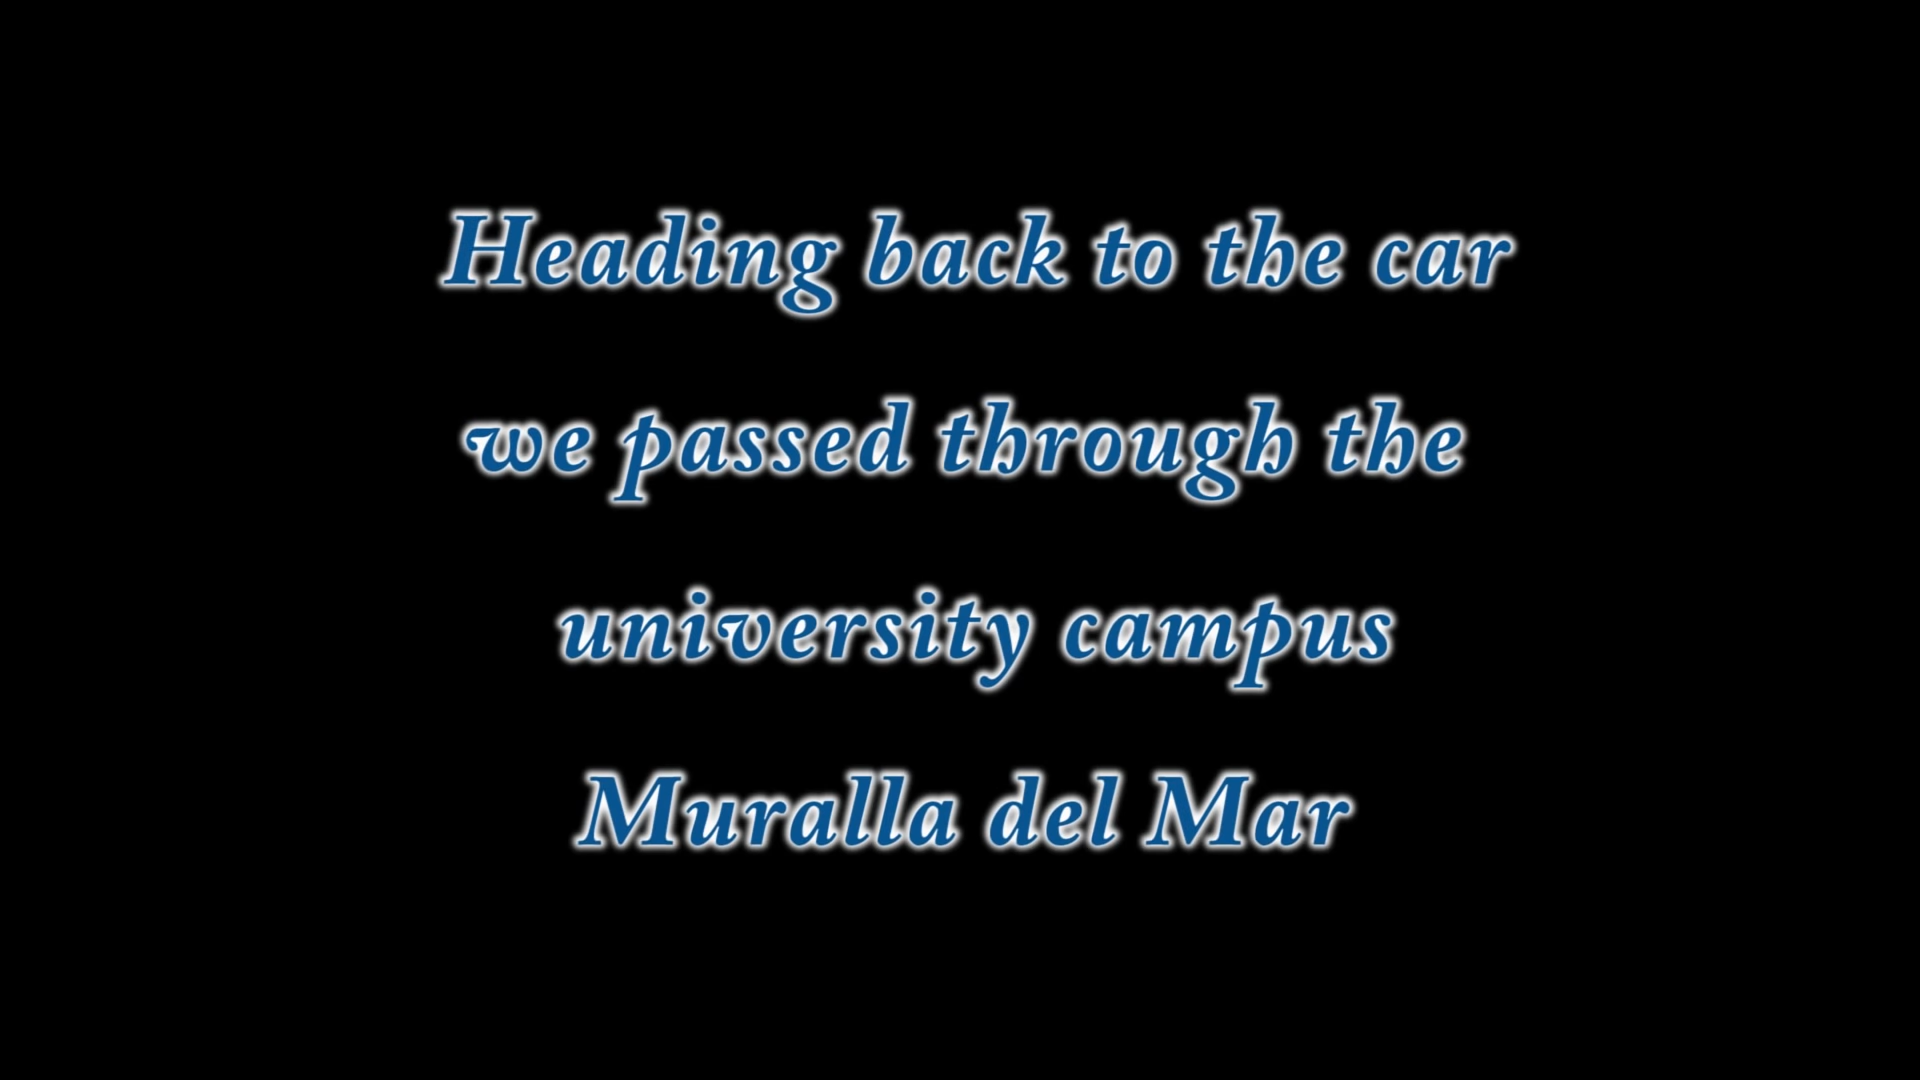 Heading back to the car
we passed through the
university campus
Muralla del Mar